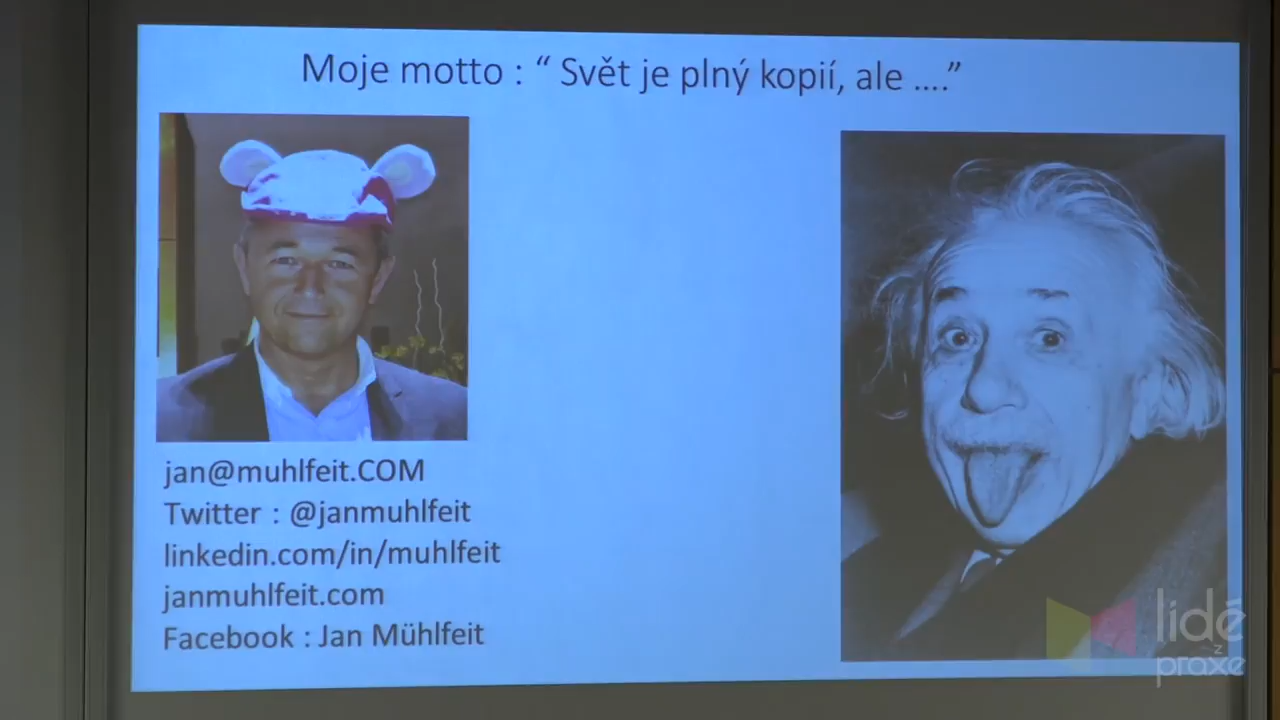 Moje motto : “ Svět je plný kopií, ale ....”
jan@muhlfeit.COM
Twitter : @janmuhlfeit
linkedin.com/in/muhlfeit
janmuhlfeit.com
Facebook : Jan Mühlfeit
lidé
z
praxe